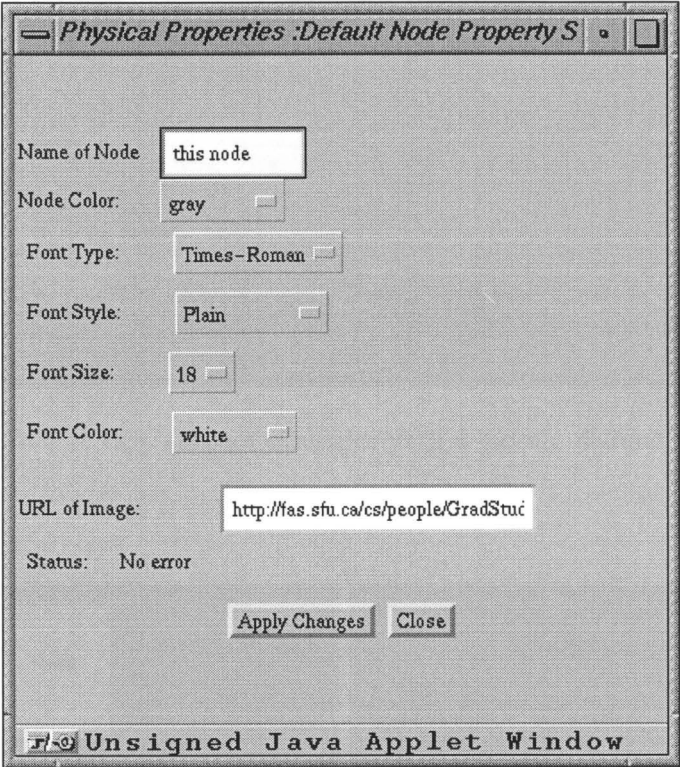 Physical Properties :Default Node Property S
Name of Node this node
Node Color: gray
Font Type: Times-Roman
Font Style: Plain
Font Size: 18
Font Color: white
URL of Image: http://fas.sfu.ca/cs/people/GradStud
Status: No error
Apply Changes Close
Unsigned Java Applet Window